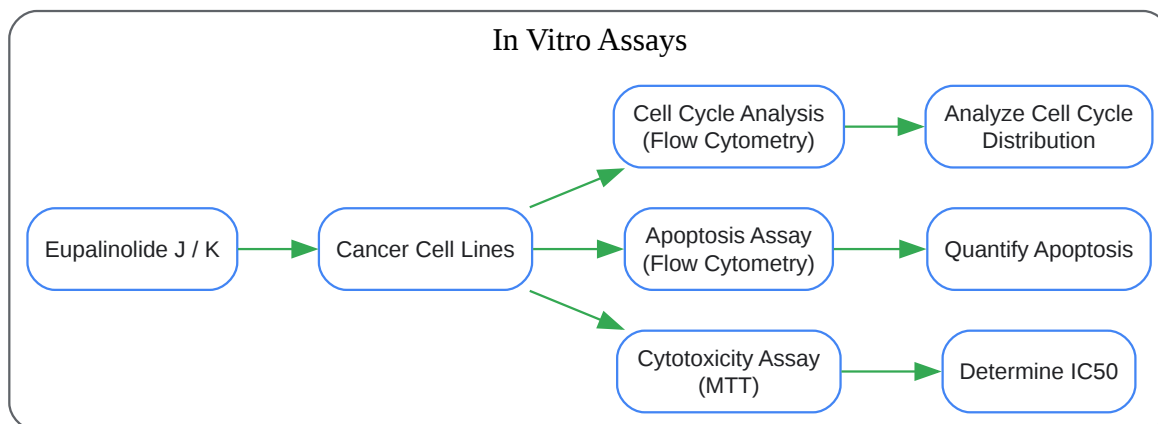 In Vitro Assays
Cell Cycle Analysis
(Flow Cytometry)
Analyze Cell Cycle
Distribution
Eupalinolide J / K
Cancer Cell Lines
Apoptosis Assay
(Flow Cytometry)
Quantify Apoptosis
Cytotoxicity Assay
(MTT)
Determine IC50